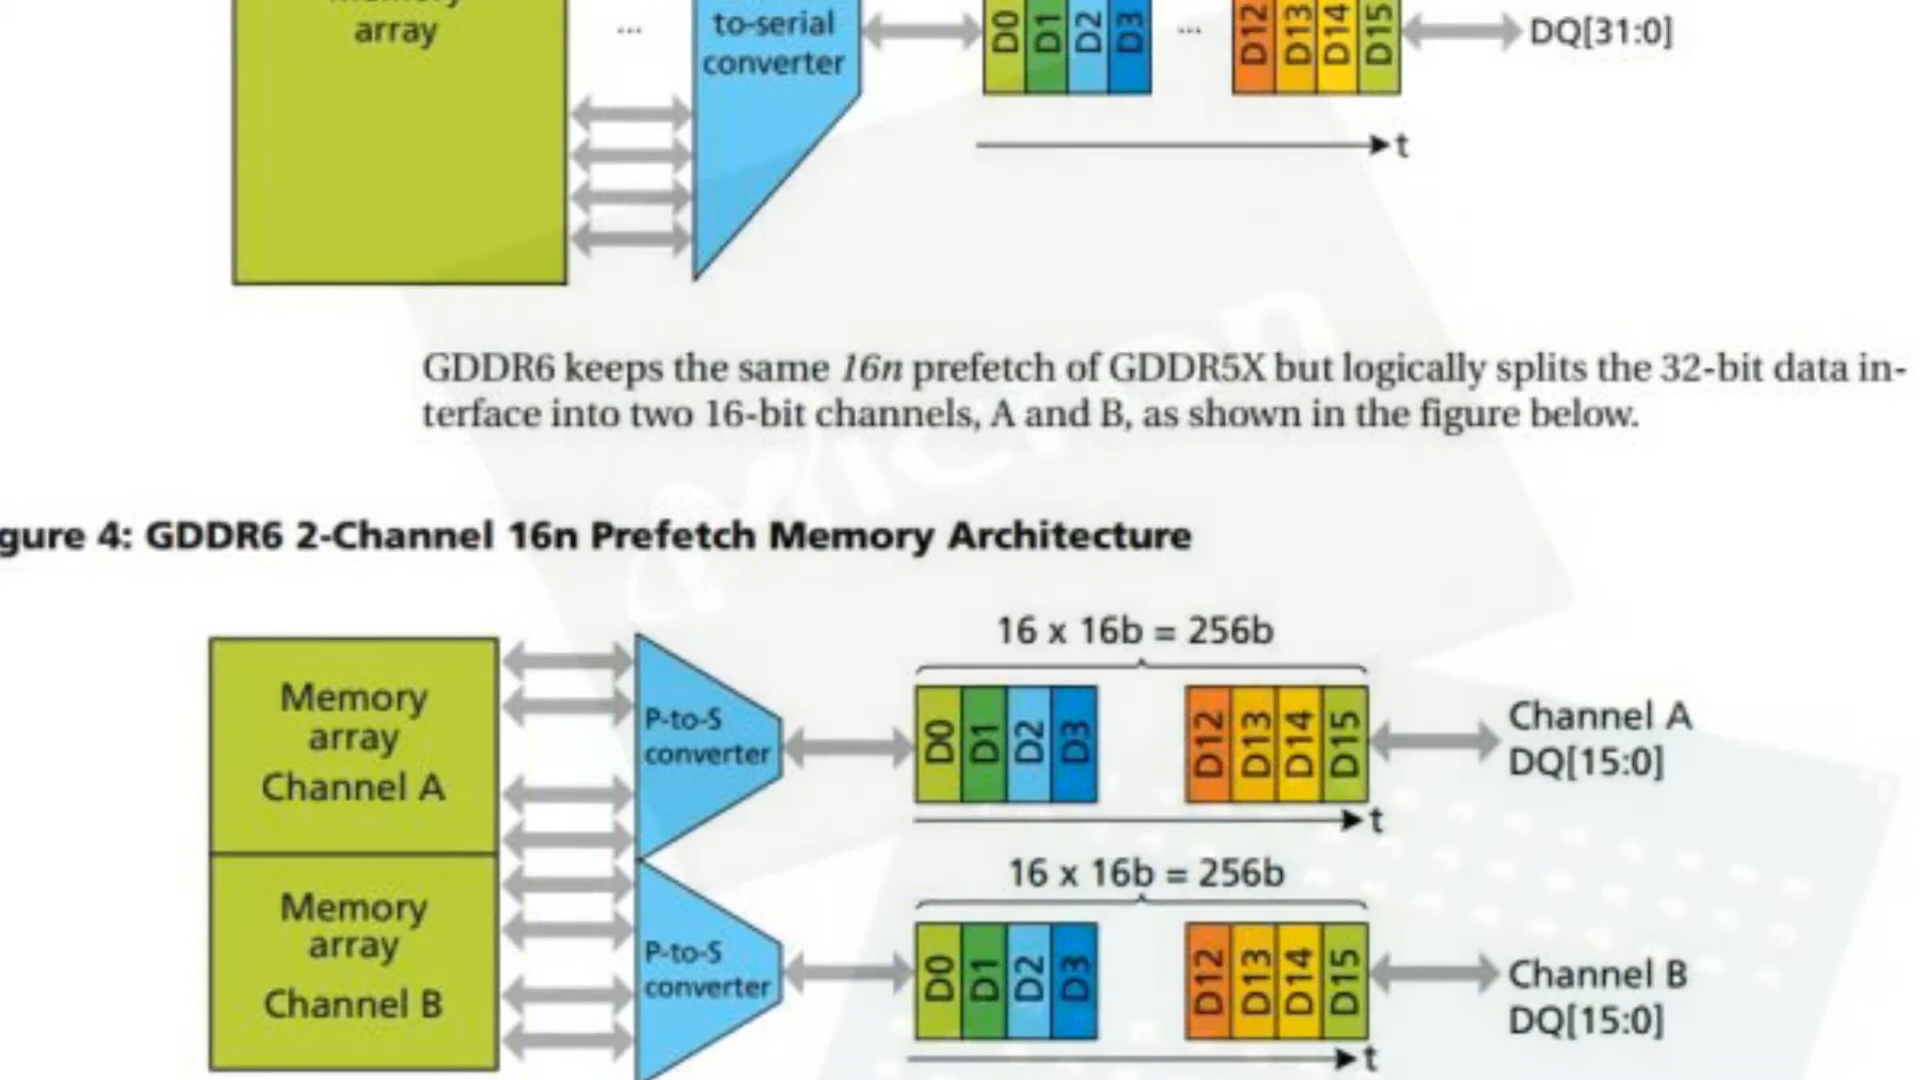 Memory
array
...
to-serial
converter
D0
D1
D2
D3
...
D12
D13
D14
D15
DQ[31:0]
t
GDDR6 keeps the same 16n prefetch of GDDR5X but logically splits the 32-bit data in-
terface into two 16-bit channels, A and B, as shown in the figure below.
gure 4: GDDR6 2-Channel 16n Prefetch Memory Architecture
Memory
array
Channel A
P-to-S
converter
16 x 16b = 256b
D0
D1
D2
D3
D12
D13
D14
D15
Channel A
DQ[15:0]
t
Memory
array
Channel B
P-to-S
converter
16 x 16b = 256b
D0
D1
D2
D3
D12
D13
D14
D15
Channel B
DQ[15:0]
t
Micron